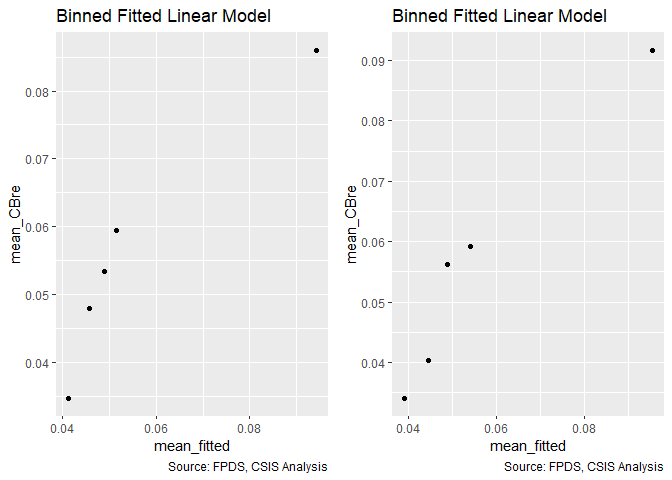 Binned Fitted Linear Model
mean_CBre
0.08
0.07
0.06
0.05
0.04
0.04
0.06
0.08
mean_fitted
Source: FPDS, CSIS Analysis
Binned Fitted Linear Model
mean_CBre
0.09
0.08
0.07
0.06
0.05
0.04
0.04
0.06
0.08
mean_fitted
Source: FPDS, CSIS Analysis